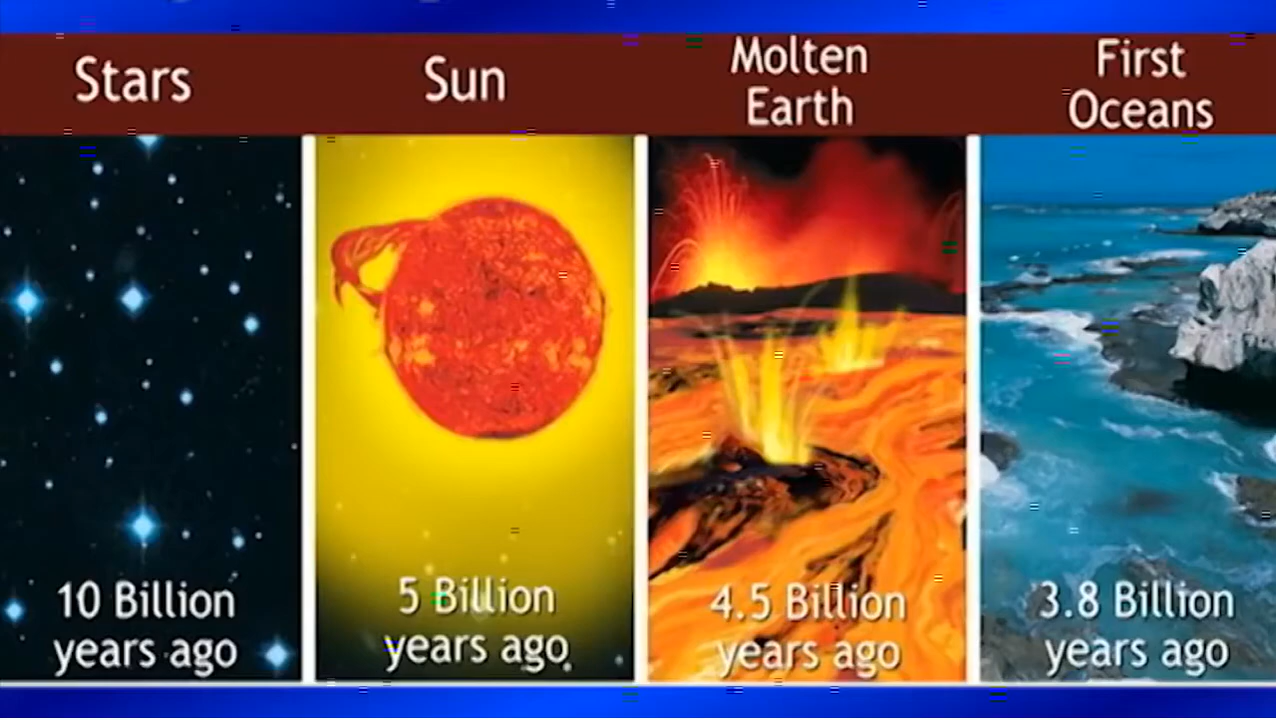 Stars
Sun
Molten
Earth
First
Oceans
10 Billion
years ago
5 Billion
years ago
4.5 Billion
years ago
3.8 Billion
years ago